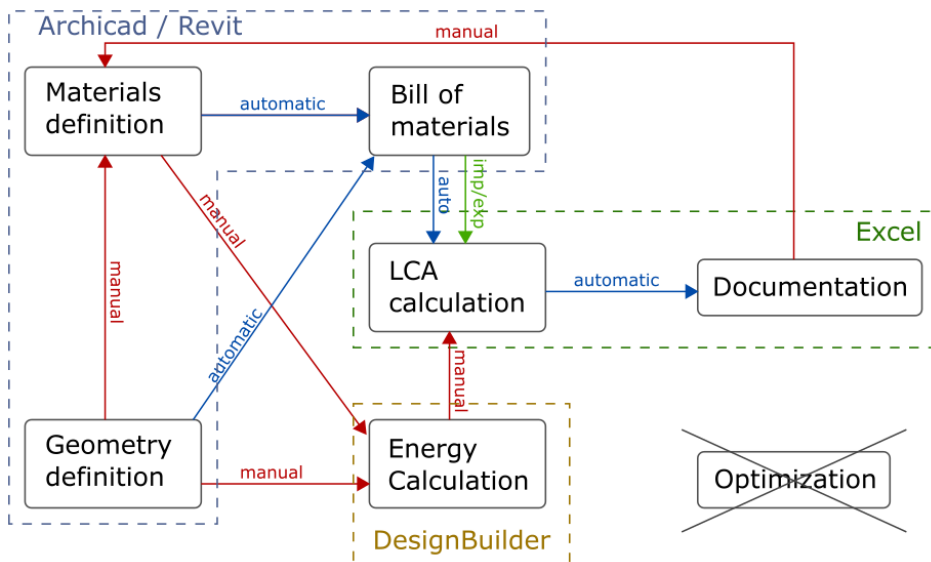 Archicad / Revit
manual
Materials
definition
automatic
Bill of
materials
manual
auto
imp/exp
Excel
manual
automatic
LCA
calculation
automatic
Documentation
manual
Geometry
definition
manual
Energy
Calculation
Optimization
DesignBuilder